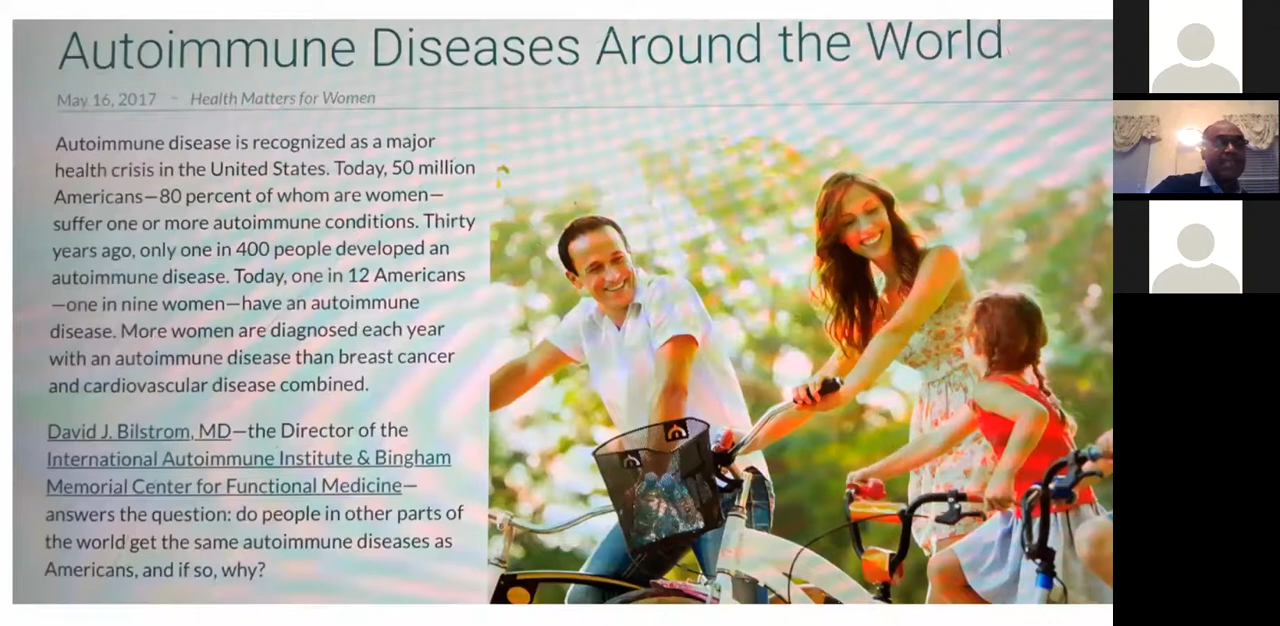 Autoimmune Diseases Around the World
May 16, 2017 ~ Health Matters for Women
Autoimmune disease is recognized as a major
health crisis in the United States. Today, 50 million
Americans—80 percent of whom are women—
suffer one or more autoimmune conditions. Thirty
years ago, only one in 400 people developed an
autoimmune disease. Today, one in 12 Americans
—one in nine women—have an autoimmune
disease. More women are diagnosed each year
with an autoimmune disease than breast cancer
and cardiovascular disease combined.
David J. Bilstrom, MD—the Director of the
International Autoimmune Institute & Bingham
Memorial Center for Functional Medicine—
answers the question: do people in other parts of
the world get the same autoimmune diseases as
Americans, and if so, why?